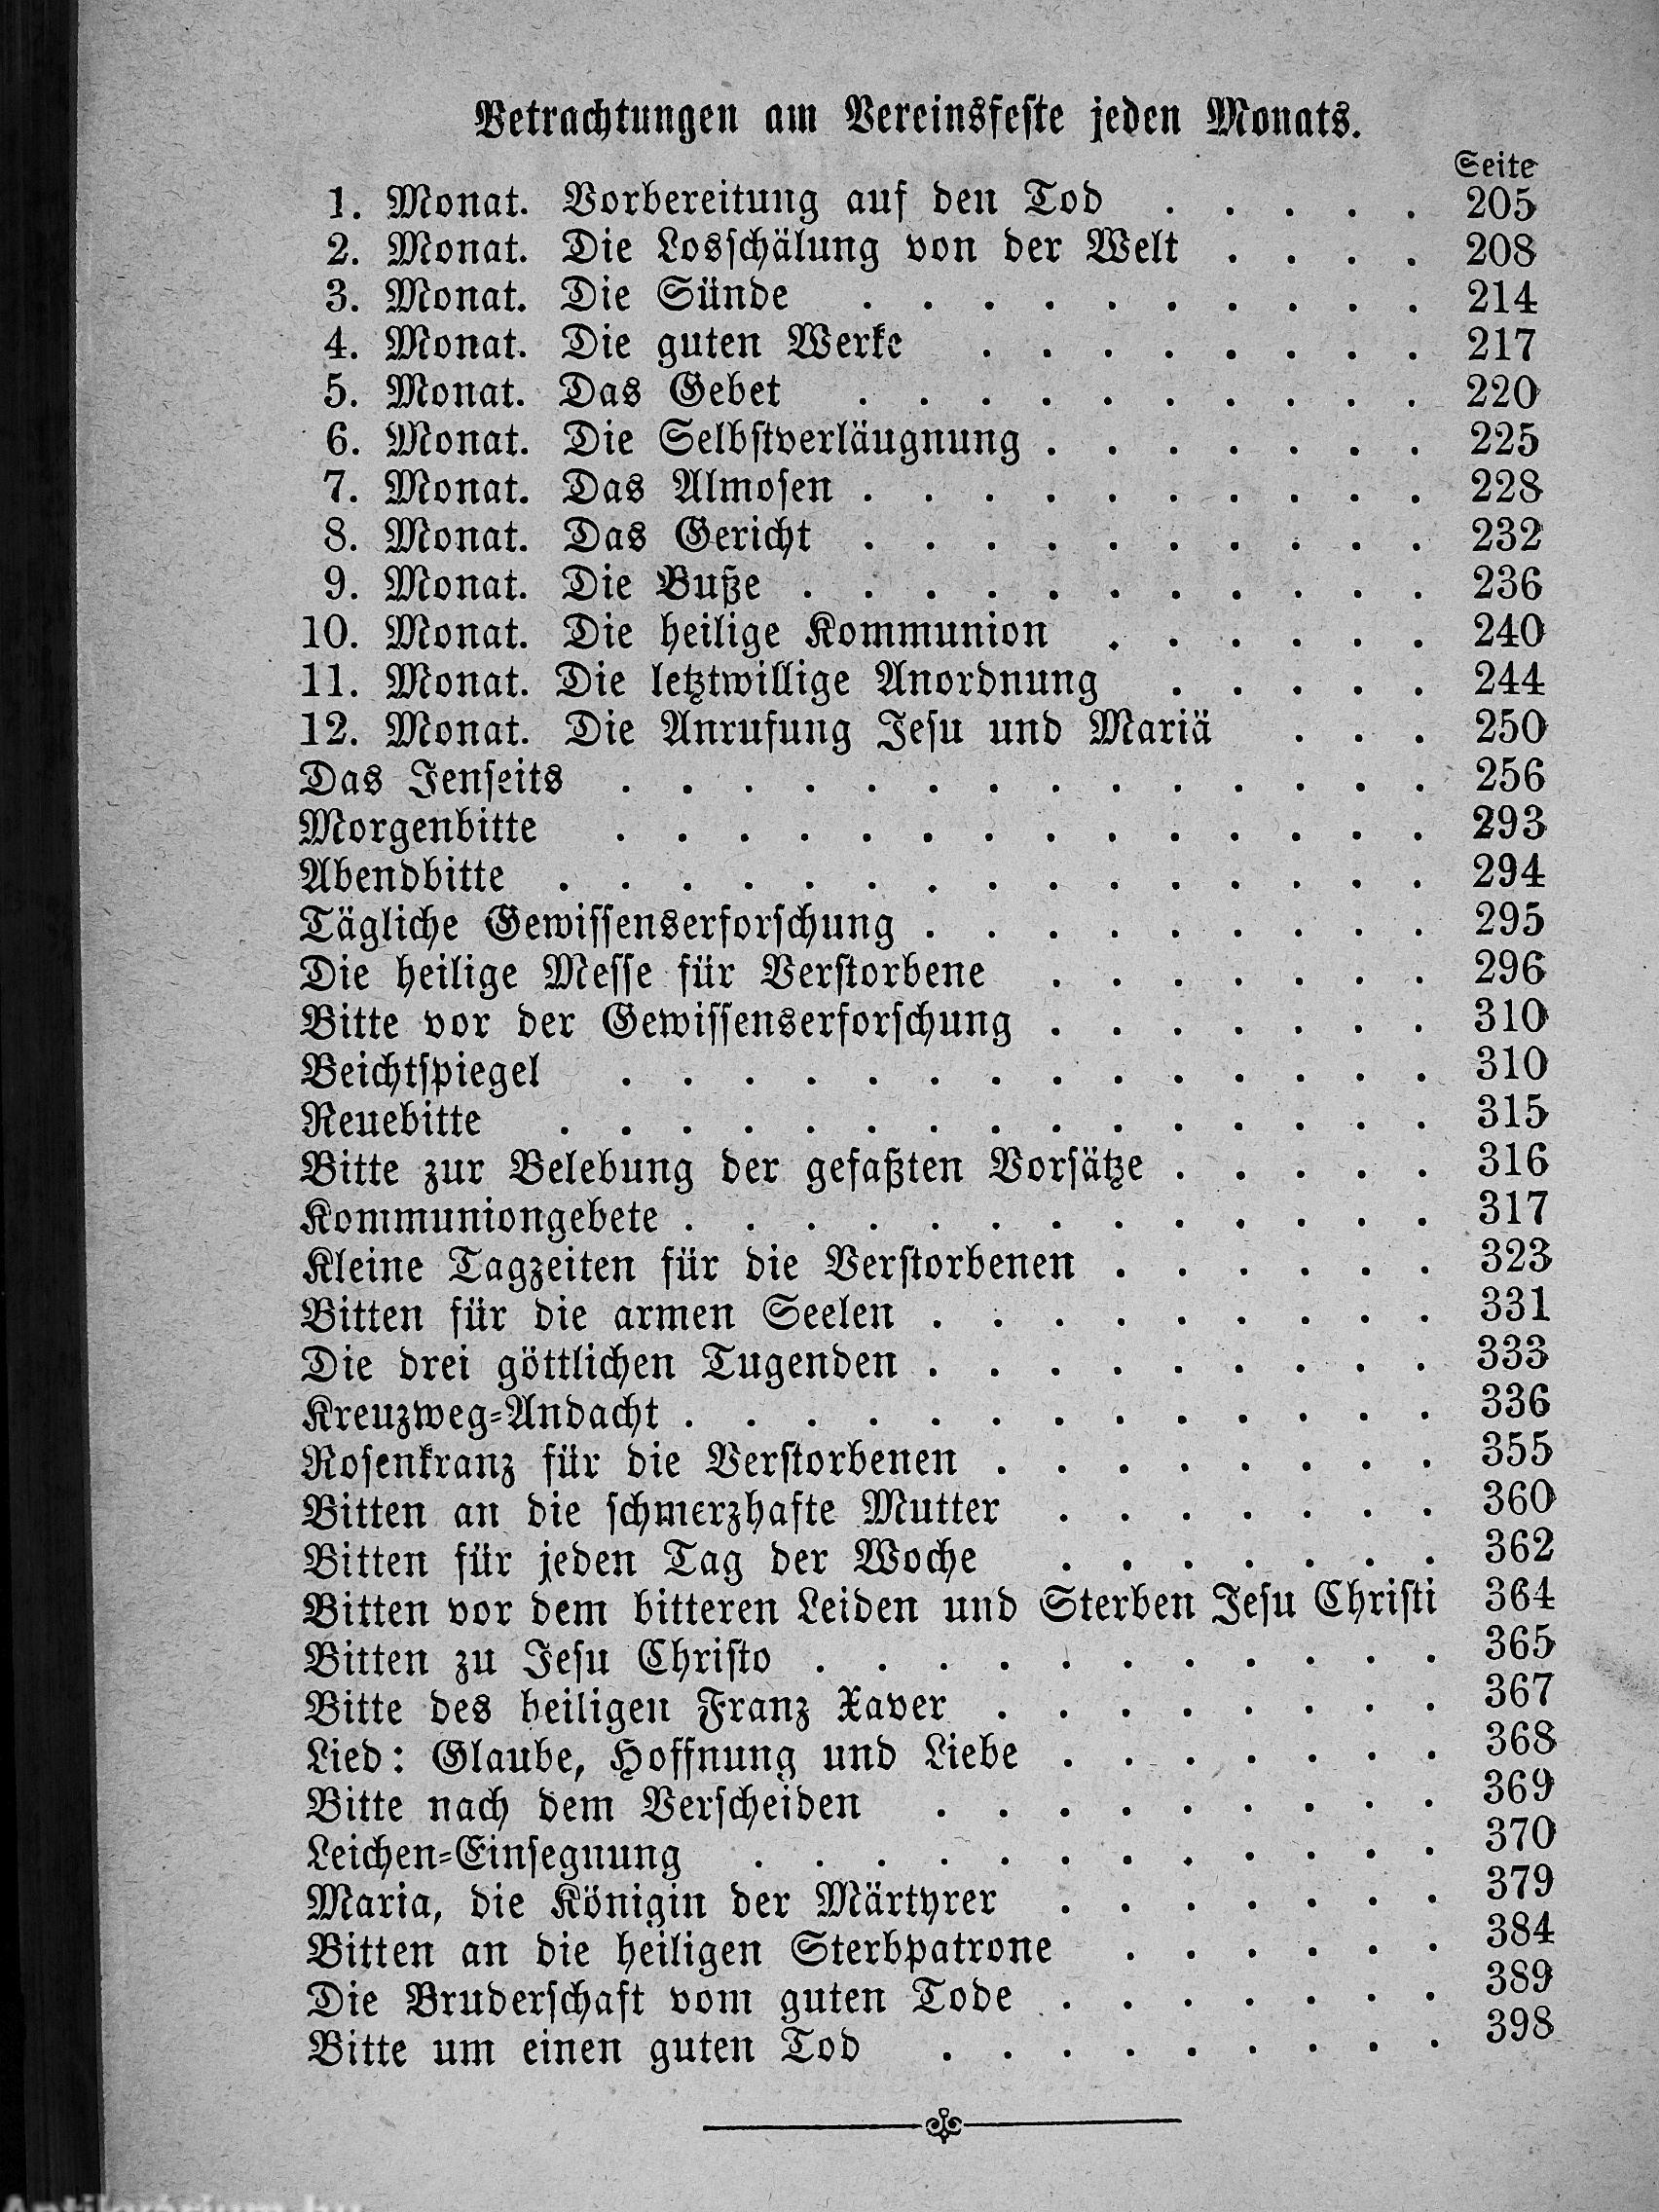 Betrachtungen am Vereinsfeste jeden Monats.
Seite
1. Monat. Vorbereitung auf den Tod . . . . . 205
2. Monat. Die Losschälung von der Welt . . . . 208
3. Monat. Die Sünde . . . . . . . . . . 214
4. Monat. Die guten Werke . . . . . . . . 217
5. Monat. Das Gebet . . . . . . . . . . 220
6. Monat. Die Selbstverläugnung . . . . . . . 225
7. Monat. Das Almosen . . . . . . . . . . 228
8. Monat. Das Gericht . . . . . . . . . . 232
9. Monat. Die Buße . . . . . . . . . . . 236
10. Monat. Die heilige Kommunion . . . . . . 240
11. Monat. Die letztwillige Anordnung . . . . . 244
12. Monat. Die Anrufung Jesu und Mariä . . . 250
Das Jenseits . . . . . . . . . . . . . . 256
Morgenbitte . . . . . . . . . . . . . . 293
Abendbitte . . . . . . . . . . . . . . . 294
Tägliche Gewissenserforschung . . . . . . . . . 295
Die heilige Messe für Verstorbene . . . . . . . 296
Bitte vor der Gewissenserforschung . . . . . . . 310
Beichtspiegel . . . . . . . . . . . . . . 310
Reuebitte . . . . . . . . . . . . . . . 315
Bitte zur Belebung der gefaßten Vorsätze . . . . . 316
Kommuniongebete . . . . . . . . . . . . . 317
Kleine Tagzeiten für die Verstorbenen . . . . . . 323
Bitten für die armen Seelen . . . . . . . . . 331
Die drei göttlichen Tugenden . . . . . . . . . 333
Kreuzweg-Andacht . . . . . . . . . . . . . 336
Rosenkranz für die Verstorbenen . . . . . . . . 355
Bitten an die schmerzhafte Mutter . . . . . . . 360
Bitten für jeden Tag der Woche . . . . . . . 362
Bitten vor dem bitteren Leiden und Sterben Jesu Christi 364
Bitten zu Jesu Christo . . . . . . . . . . . 365
Bitte des heiligen Franz Xaver . . . . . . . . 367
Lied: Glaube, Hoffnung und Liebe . . . . . . . 368
Bitte nach dem Verscheiden . . . . . . . . . 369
Leichen-Einsegnung . . . . . . . . . . . . 370
Maria, die Königin der Märtyrer . . . . . . . 379
Bitten an die heiligen Sterbpatrone . . . . . . 384
Die Bruderschaft vom guten Tode . . . . . . . 389
Bitte um einen guten Tod . . . . . . . . . 398